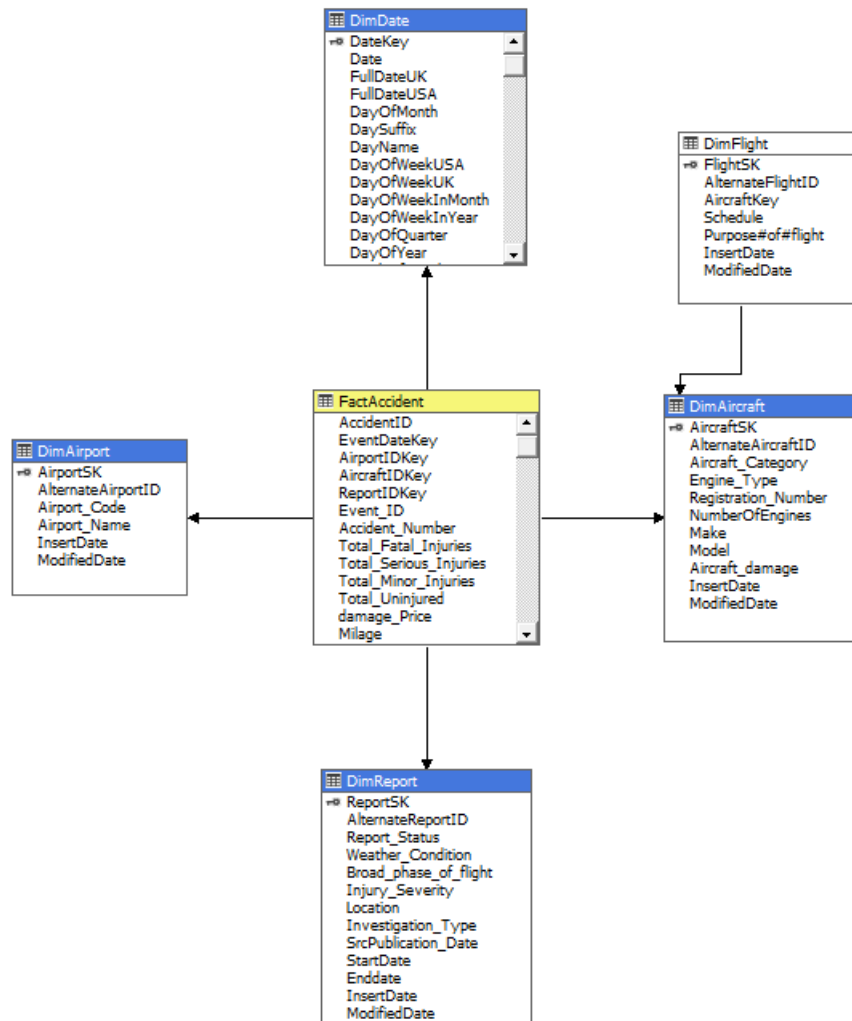 DimDate
DateKey
Date
FullDateUK
FullDateUSA
DayOfMonth
DaySuffix
DayName
DayOfWeekUSA
DayOfWeekUK
DayOfWeekInMonth
DayOfWeekInYear
DayOfQuarter
DayOfYear
DimFlight
FlightSK
AlternateFlightID
AircraftKey
Schedule
Purpose#of#flight
InsertDate
ModifiedDate
FactAccident
AccidentID
EventDateKey
AirportIDKey
AircraftIDKey
ReportIDKey
Event_ID
Accident_Number
Total_Fatal_Injuries
Total_Serious_Injuries
Total_Minor_Injuries
Total_Uninjured
damage_Price
Milage
DimAircraft
AircraftSK
AlternateAircraftID
Aircraft_Category
Engine_Type
Registration_Number
NumberOfEngines
Make
Model
Aircraft_damage
InsertDate
ModifiedDate
DimAirport
AirportSK
AlternateAirportID
Airport_Code
Airport_Name
InsertDate
ModifiedDate
DimReport
ReportSK
AlternateReportID
Report_Status
Weather_Condition
Broad_phase_of_flight
Injury_Severity
Location
Investigation_Type
SrcPublication_Date
StartDate
Enddate
InsertDate
ModifiedDate